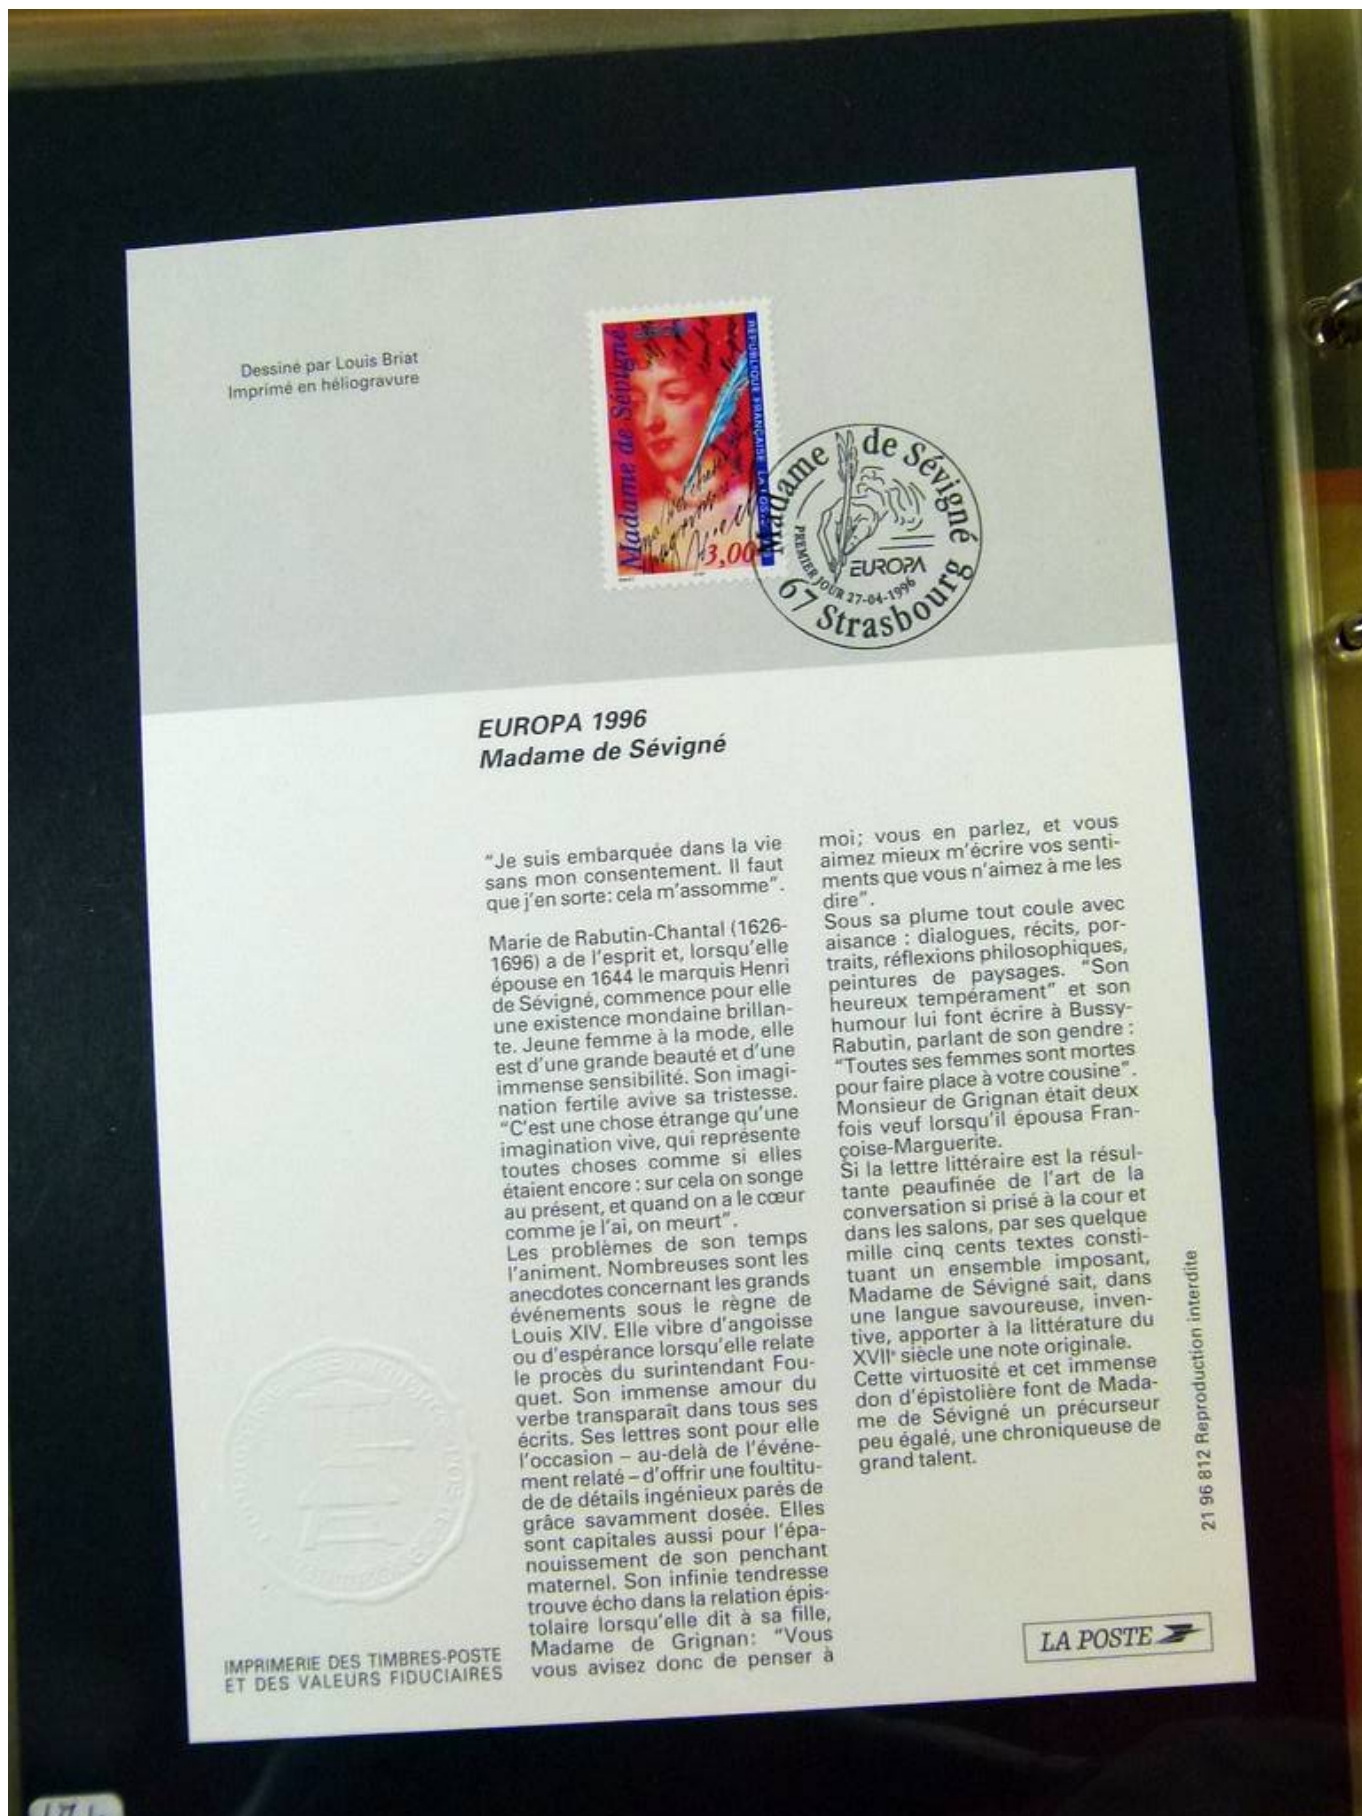 Dessiné par Louis Briat
Imprimé en héliogravure
Madame de Sévigné
RÉPUBLIQUE FRANÇAISE
3,00
Madame de Sévigné
PREMIER JOUR 27-04-1996
EUROPA
67 Strasbourg
EUROPA 1996
Madame de Sévigné
"Je suis embarquée dans la vie
sans mon consentement. Il faut
que j'en sorte: cela m'assomme".
Marie de Rabutin-Chantal (1626-
1696) a de l'esprit et, lorsqu'elle
épouse en 1644 le marquis Henri
de Sévigné, commence pour elle
une existence mondaine brillan-
te. Jeune femme à la mode, elle
est d'une grande beauté et d'une
immense sensibilité. Son imagi-
nation fertile avive sa tristesse.
"C'est une chose étrange qu'une
imagination vive, qui représente
toutes choses comme si elles
étaient encore : sur cela on songe
au présent, et quand on a le cœur
comme je l'ai, on meurt".
Les problèmes de son temps
l'animent. Nombreuses sont les
anecdotes concernant les grands
événements sous le règne de
Louis XIV. Elle vibre d'angoisse
ou d'espérance lorsqu'elle relate
le procès du surintendant Fou-
quet. Son immense amour du
verbe transparaît dans tous ses
écrits. Ses lettres sont pour elle
l'occasion – au-delà de l'événe-
ment relaté – d'offrir une foultitu-
de de détails ingénieux parés de
grâce savamment dosée. Elles
sont capitales aussi pour l'épa-
nouissement de son penchant
maternel. Son infinie tendresse
trouve écho dans la relation épis-
tolaire lorsqu'elle dit à sa fille,
Madame de Grignan: "Vous
vous avisez donc de penser à
moi; vous en parlez, et vous
aimez mieux m'écrire vos senti-
ments que vous n'aimez à me les
dire".
Sous sa plume tout coule avec
aisance : dialogues, récits, por-
traits, réflexions philosophiques,
peintures de paysages. "Son
heureux tempérament" et son
humour lui font écrire à Bussy-
Rabutin, parlant de son gendre :
"Toutes ses femmes sont mortes
pour faire place à votre cousine".
Monsieur de Grignan était deux
fois veuf lorsqu'il épousa Fran-
çoise-Marguerite.
Si la lettre littéraire est la résul-
tante peaufinée de l'art de la
conversation si prisé à la cour et
dans les salons, par ses quelque
mille cinq cents textes consti-
tuant un ensemble imposant,
Madame de Sévigné sait, dans
une langue savoureuse, inven-
tive, apporter à la littérature du
XVIIe siècle une note originale.
Cette virtuosité et cet immense
don d'épistolière font de Mada-
me de Sévigné un précurseur
peu égalé, une chroniqueuse de
grand talent.
21 96 812 Reproduction interdite
IMPRIMERIE DES TIMBRES-POSTE
ET DES VALEURS FIDUCIAIRES
LA POSTE